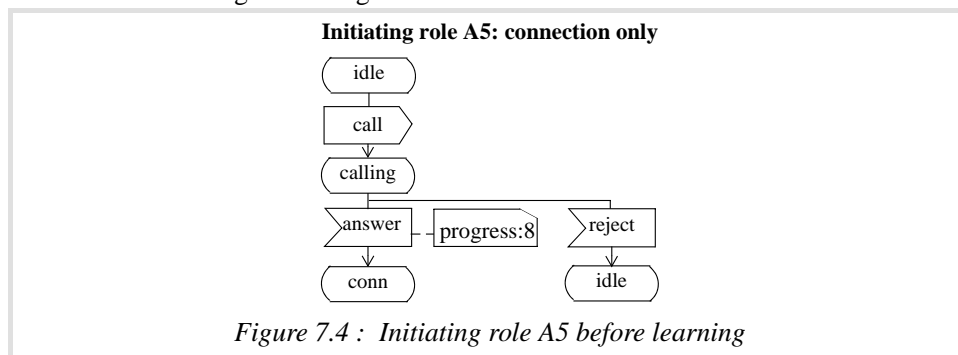 Initiating role A5: connection only
idle
call
calling
answer
progress:8
reject
conn
idle
Figure 7.4 : Initiating role A5 before learning